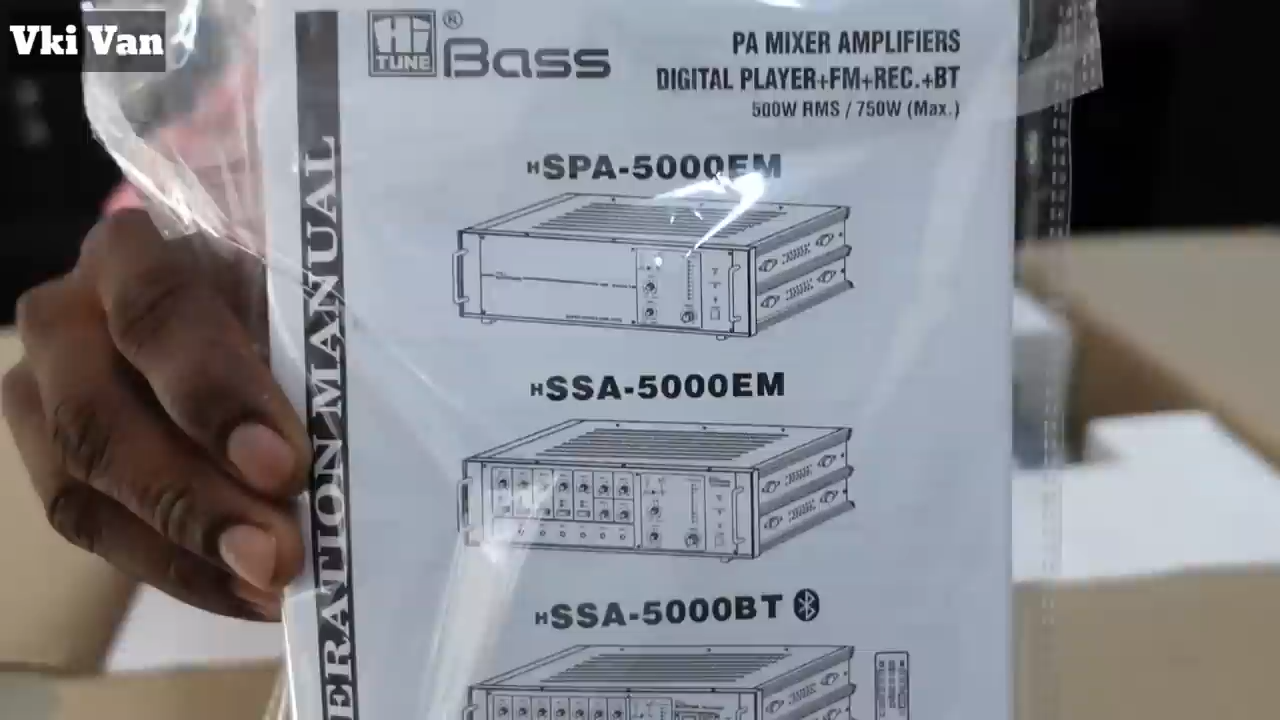 Vki Van
Hi
TUNE
®
Bass
PA MIXER AMPLIFIERS
DIGITAL PLAYER+FM+REC.+BT
500W RMS / 750W (Max.)
HSPA-5000EM
HSSA-5000EM
HSSA-5000BT
ERATION MANUAL